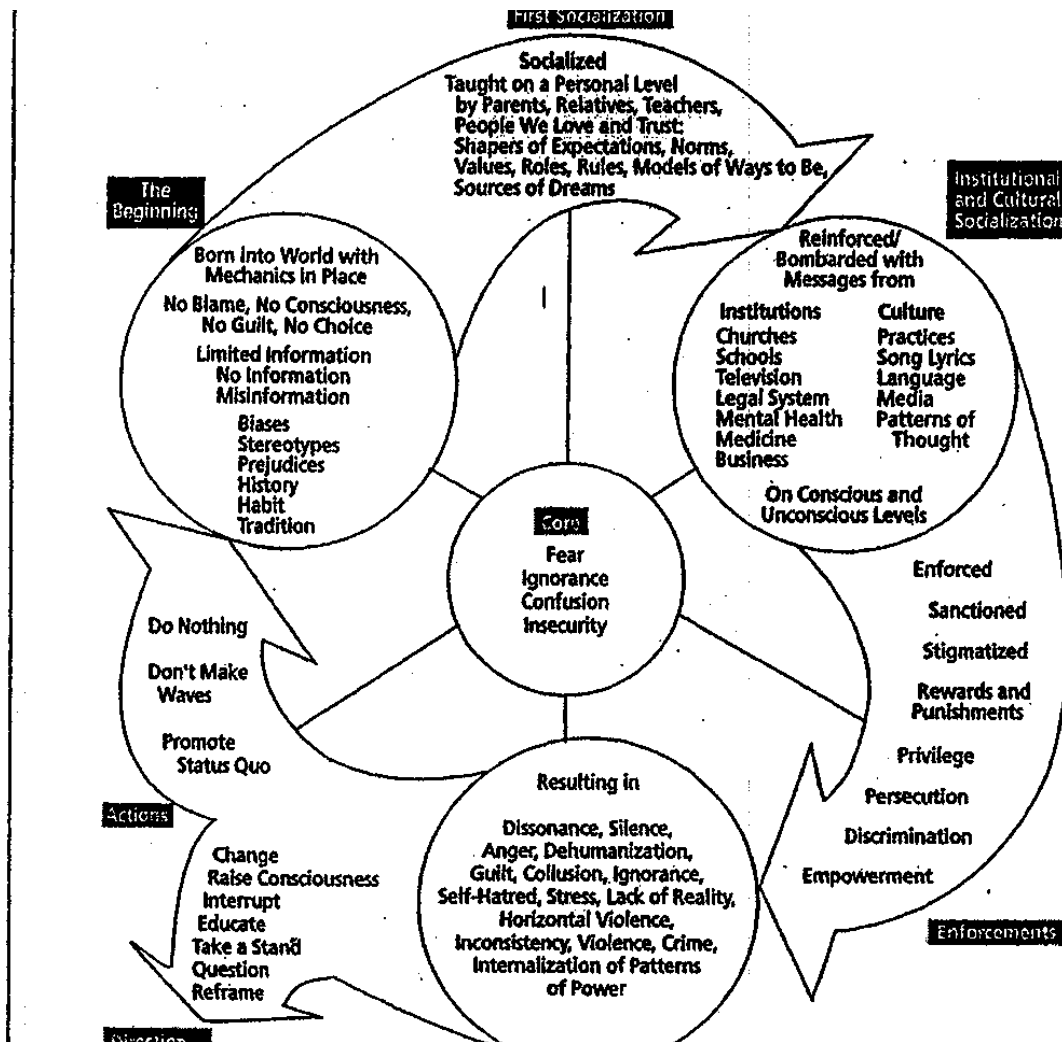 First Socialization
Socialized
Taught on a Personal Level
by Parents, Relatives, Teachers,
People We Love and Trust:
Shapers of Expectations, Norms,
Values, Roles, Rules, Models of Ways to Be,
Sources of Dreams
The
Beginning
Born into World with
Mechanics in Place
No Blame, No Consciousness,
No Guilt, No Choice
Limited Information
No Information
Misinformation
Biases
Stereotypes
Prejudices
History
Habit
Tradition
Institutional
and Cultural
Socialization
Reinforced/
Bombarded with
Messages from
Institutions
Churches
Schools
Television
Legal System
Mental Health
Medicine
Business
Culture
Practices
Song Lyrics
Language
Media
Patterns of
Thought
On Conscious and
Unconscious Levels
Core
Fear
Ignorance
Confusion
Insecurity
Enforced
Sanctioned
Stigmatized
Rewards and
Punishments
Privilege
Persecution
Discrimination
Empowerment
Enforcements
Resulting in
Dissonance, Silence,
Anger, Dehumanization,
Guilt, Collusion, Ignorance,
Self-Hatred, Stress, Lack of Reality,
Horizontal Violence,
Inconsistency, Violence, Crime,
Internalization of Patterns
of Power
Do Nothing
Don't Make
Waves
Promote
Status Quo
Actions
Change
Raise Consciousness
Interrupt
Educate
Take a Stand
Question
Reframe
Direction